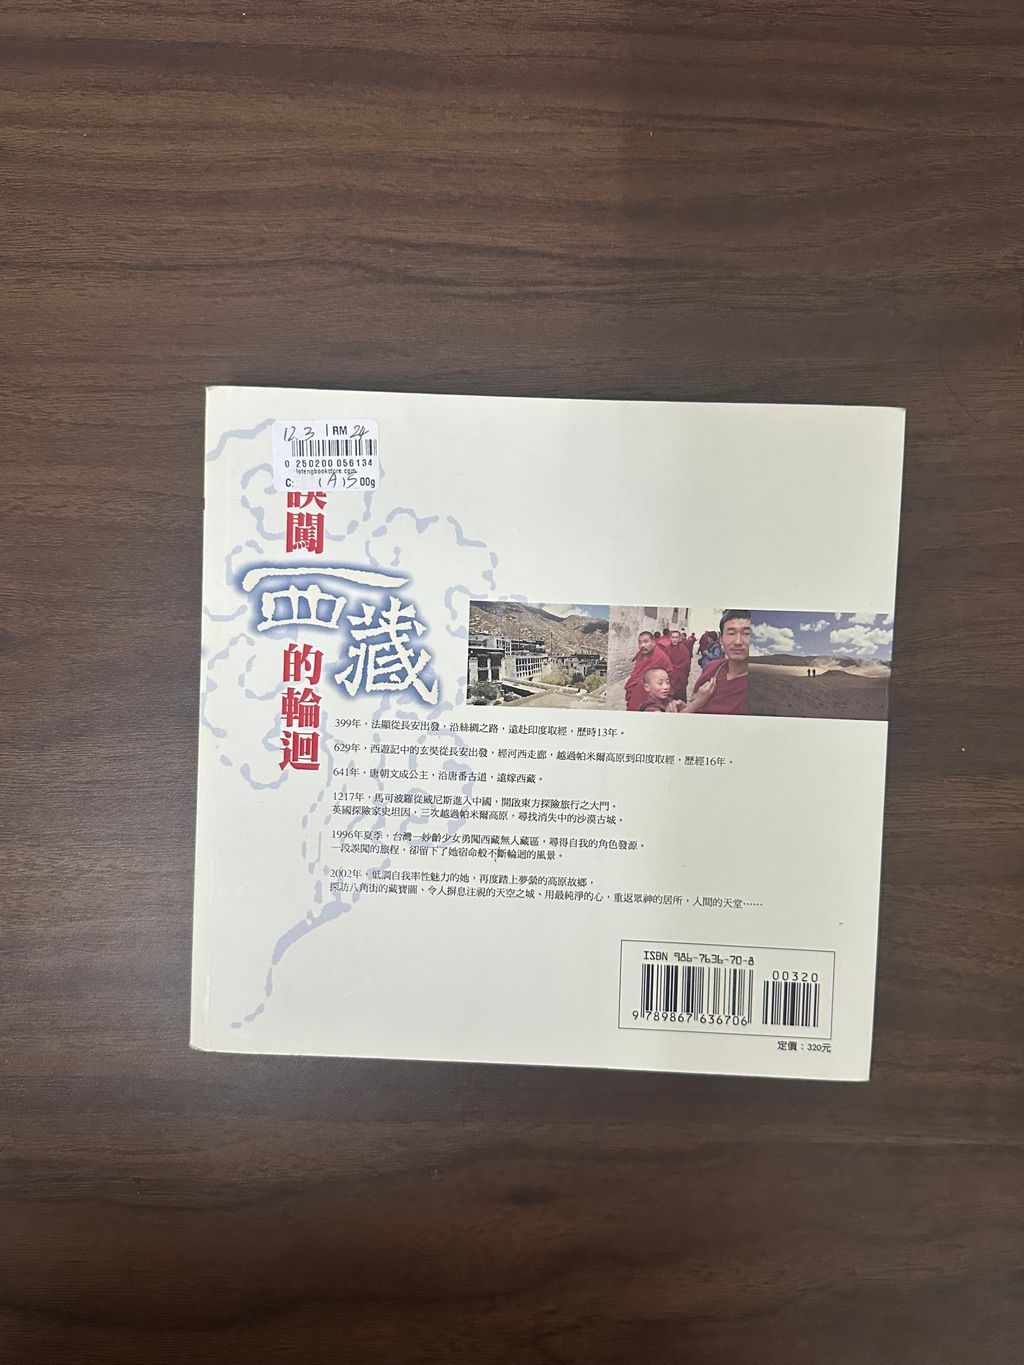 12.3 RM 24
0 250200 056134
lotengbookstore.com
C: (A) 500g
誤闖
西藏
的輪迴
399年，法顯從長安出發，沿絲綢之路，遠赴印度取經，歷時13年。
629年，西遊記中的玄奘從長安出發，經河西走廊，越過帕米爾高原到印度取經，歷經16年。
641年，唐朝文成公主，沿唐番古道，遠嫁西藏。
1217年，馬可波羅從威尼斯進入中國，開啟東方探險旅行之大門。
英國探險家史坦因，三次越過帕米爾高原，尋找消失中的沙漠古城。
1996年夏季，台灣一妙齡少女勇闖西藏無人藏區，尋得自我的角色發源。
一段誤闖的旅程，卻留下了她宿命般不斷輪迴的風景。
2002年，低調自我率性魅力的她，再度踏上夢縈的高原故鄉，
探訪八角街的藏寶圖、令人摒息注視的天空之城、用最純淨的心，重返眾神的居所，人間的天堂……
ISBN 986-7636-70-8
00320
9 789867 636706
定價：320元